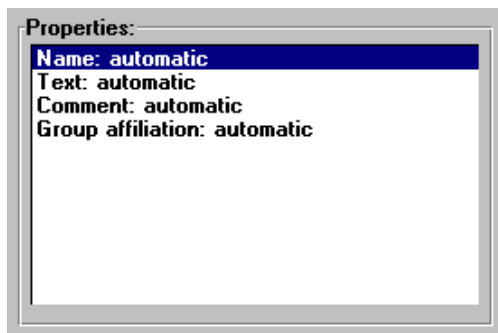 Properties:
Name: automatic
Text: automatic
Comment: automatic
Group affiliation: automatic